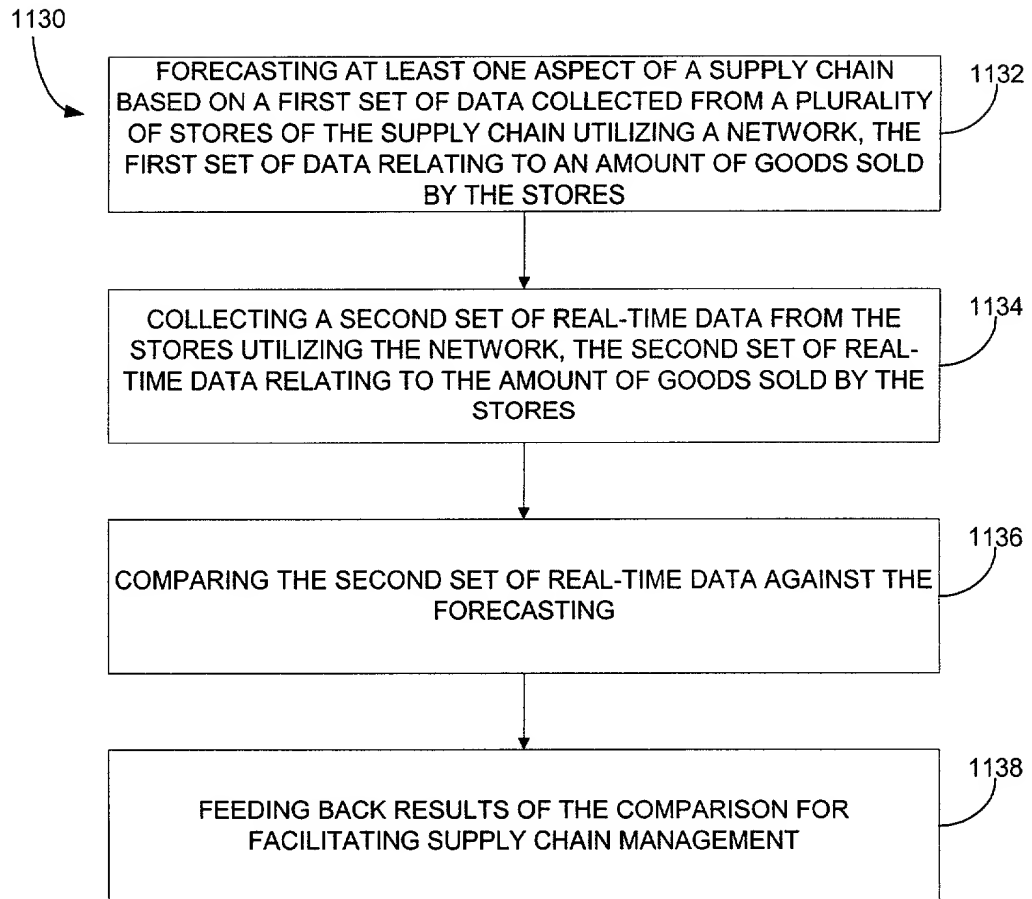 1130
FORECASTING AT LEAST ONE ASPECT OF A SUPPLY CHAIN
BASED ON A FIRST SET OF DATA COLLECTED FROM A PLURALITY
OF STORES OF THE SUPPLY CHAIN UTILIZING A NETWORK, THE
FIRST SET OF DATA RELATING TO AN AMOUNT OF GOODS SOLD
BY THE STORES
1132
COLLECTING A SECOND SET OF REAL-TIME DATA FROM THE
STORES UTILIZING THE NETWORK, THE SECOND SET OF REAL-
TIME DATA RELATING TO THE AMOUNT OF GOODS SOLD BY THE
STORES
1134
COMPARING THE SECOND SET OF REAL-TIME DATA AGAINST THE
FORECASTING
1136
FEEDING BACK RESULTS OF THE COMPARISON FOR
FACILITATING SUPPLY CHAIN MANAGEMENT
1138